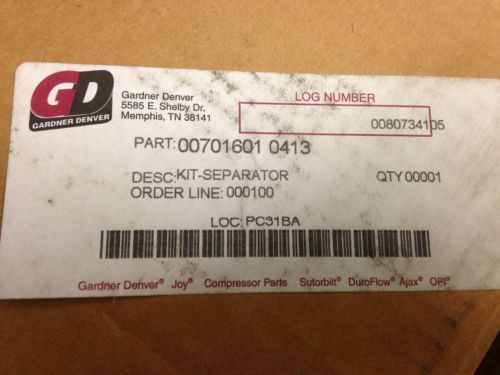 GD
GARDNER DENVER
Gardner Denver
5585 E. Shelby Dr.
Memphis, TN 38141
LOG NUMBER
0080734105
PART: 00701601 0413
DESC: KIT-SEPARATOR QTY 00001
ORDER LINE: 000100
LOC: PC31BA
Gardner Denver® Joy® Compressor Parts Sutorbilt® DuroFlow® Ajax® OPI®